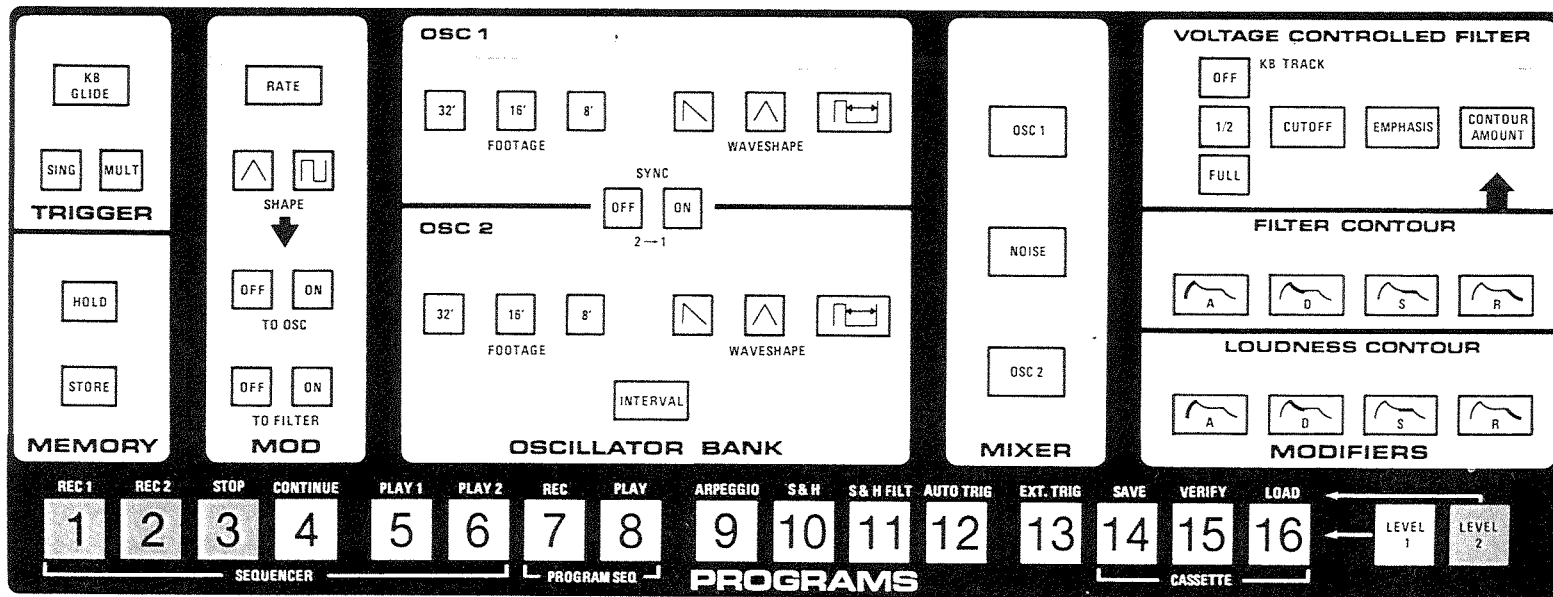 KB
GLIDE
SING MULT
TRIGGER
HOLD
STORE
MEMORY
RATE
SHAPE
OFF ON
TO OSC
OFF ON
TO FILTER
MOD
OSC 1
32' 16' 8'
FOOTAGE
WAVESHAPE
SYNC
OFF ON
2→1
OSC 2
32' 16' 8'
FOOTAGE
WAVESHAPE
INTERVAL
OSCILLATOR BANK
OSC 1
NOISE
OSC 2
MIXER
VOLTAGE CONTROLLED FILTER
KB TRACK
OFF
1/2
FULL
CUTOFF
EMPHASIS
CONTOUR
AMOUNT
FILTER CONTOUR
A D S R
LOUDNESS CONTOUR
A D S R
MODIFIERS
REC 1 REC 2 STOP CONTINUE PLAY 1 PLAY 2 REC PLAY ARPEGGIO S & H S & H FILT AUTO TRIG EXT. TRIG SAVE VERIFY LOAD
1 2 3 4 5 6 7 8 9 10 11 12 13 14 15 16
LEVEL
1
LEVEL
2
SEQUENCER
PROGRAM SEQ
PROGRAMS
CASSETTE